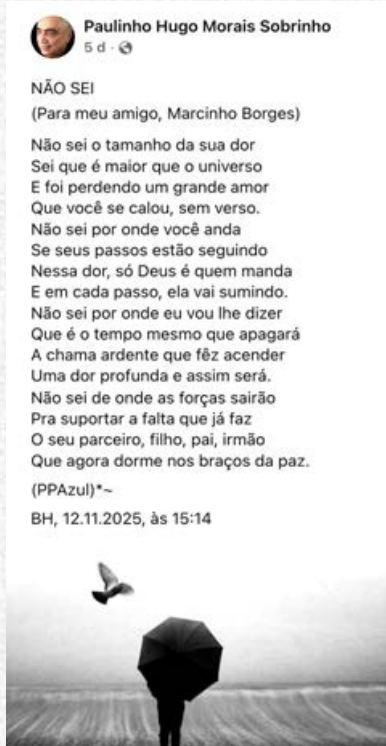 Paulinho Hugo Morais Sobrinho
5 d ·
NÃO SEI
(Para meu amigo, Marcinho Borges)
Não sei o tamanho da sua dor
Sei que é maior que o universo
E foi perdendo um grande amor
Que você se calou, sem verso.
Não sei por onde você anda
Se seus passos estão seguindo
Nessa dor, só Deus é quem manda
E em cada passo, ela vai sumindo.
Não sei por onde eu vou lhe dizer
Que é o tempo mesmo que apagará
A chama ardente que fêz acender
Uma dor profunda e assim será.
Não sei de onde as forças sairão
Pra suportar a falta que já faz
O seu parceiro, filho, pai, irmão
Que agora dorme nos braços da paz.
(PPAzul)*~
BH, 12.11.2025, às 15:14